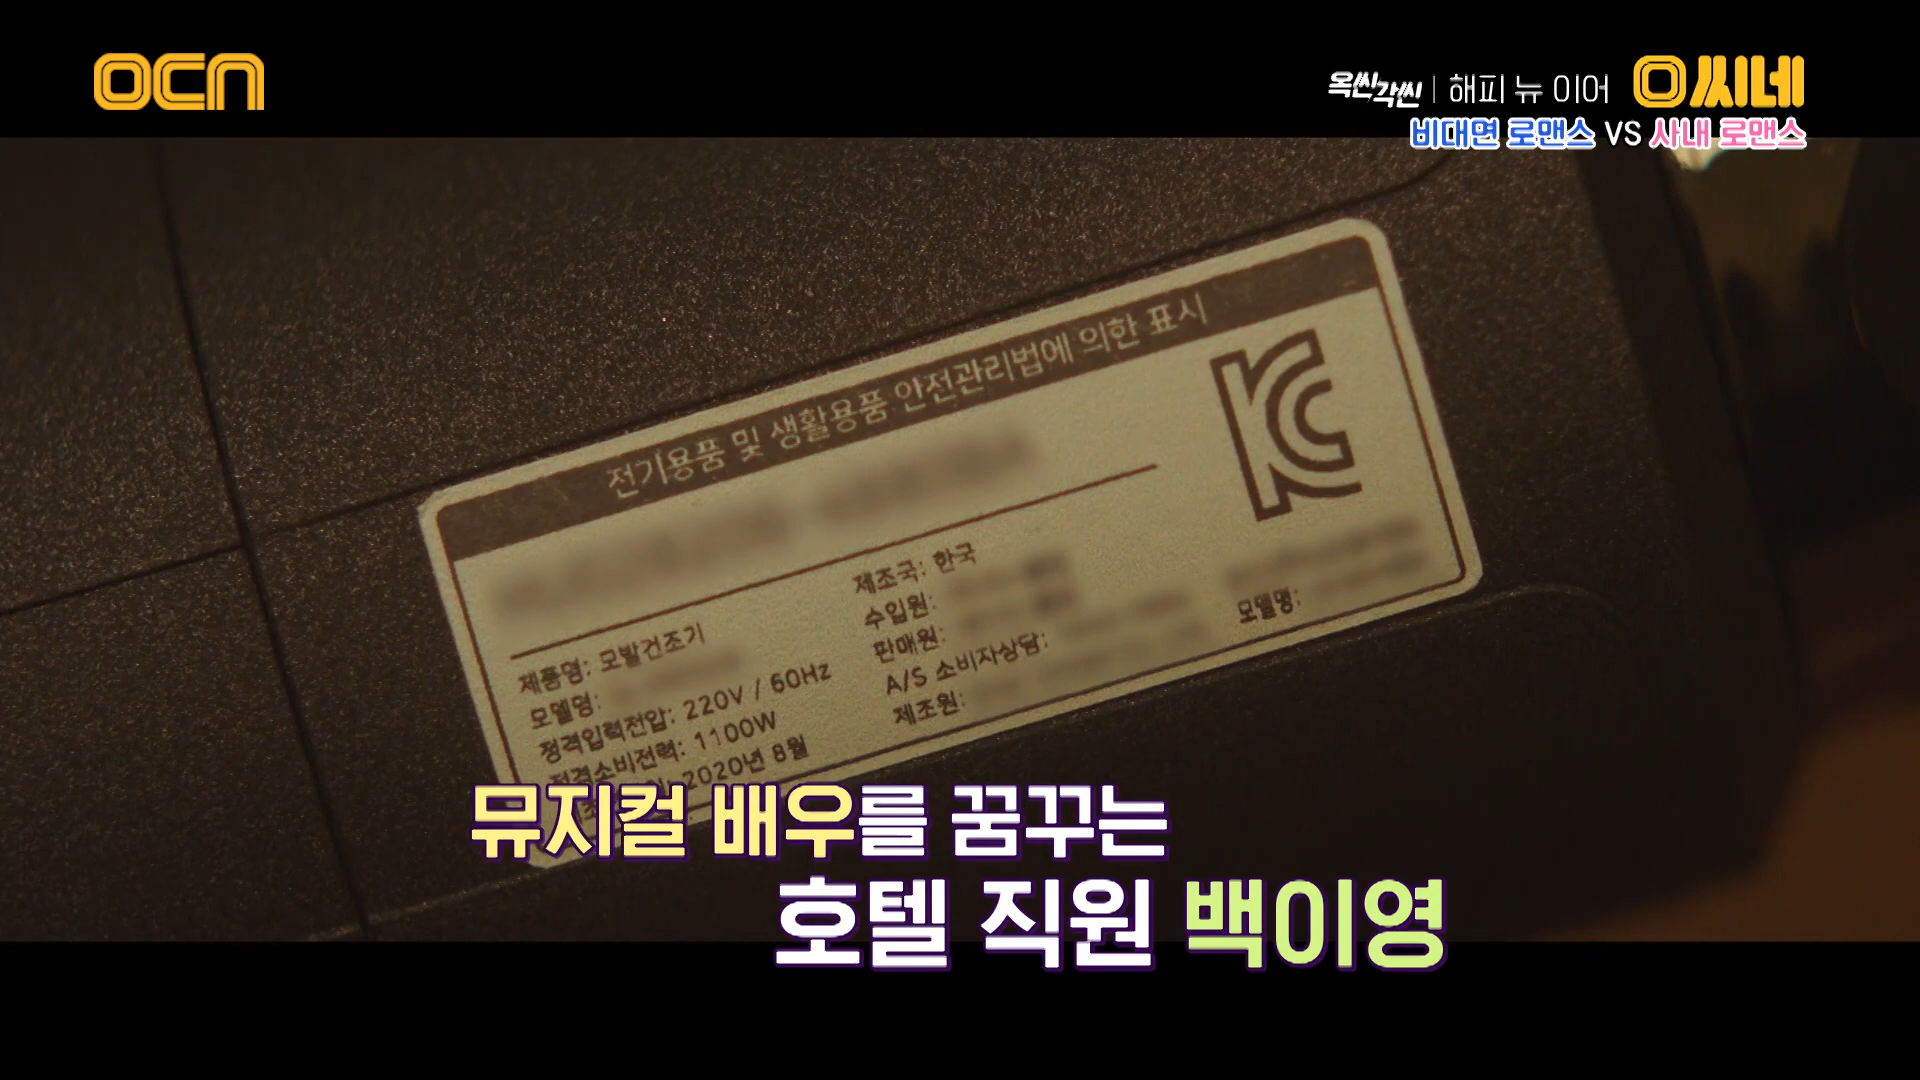 OCN
옥씬각씬 | 해피 뉴 이어 O씨네
비대면 로맨스 VS 사내 로맨스
전기용품 및 생활용품 안전관리법에 의한 표시
KC
제품명: 모발건조기
모델명:
정격입력전압: 220V / 60Hz
정격소비전력: 1100W
2020년 8월
제조국: 한국
수입원:
판매원:
A/S 소비자상담:
제조원:
모델명:
뮤지컬 배우를 꿈꾸는
호텔 직원 백이영